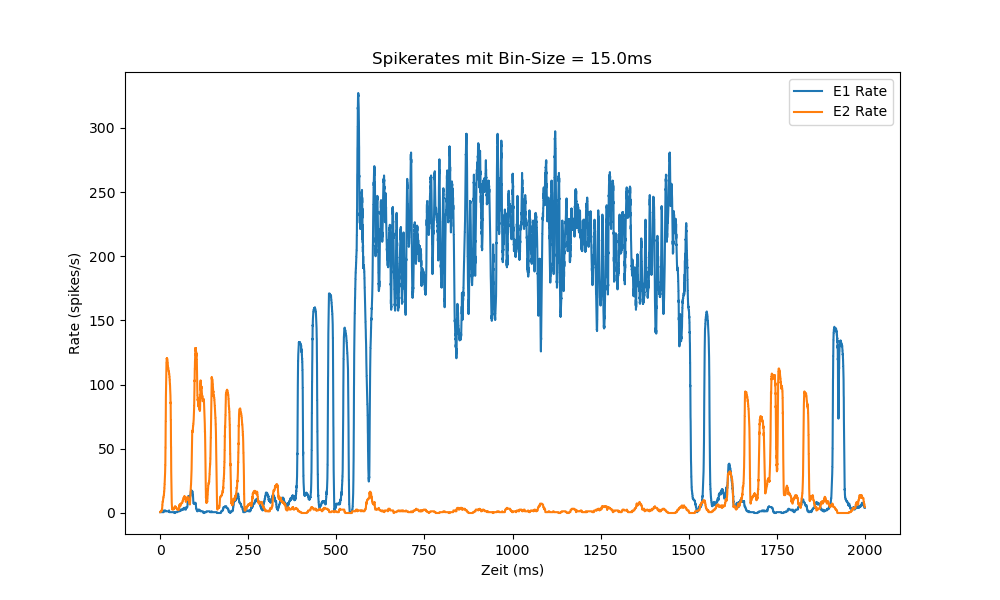 Spikerates mit Bin-Size = 15.0ms
E1 Rate
E2 Rate
Rate (spikes/s)
300
250
200
150
100
50
0
0 250 500 750 1000 1250 1500 1750 2000
Zeit (ms)